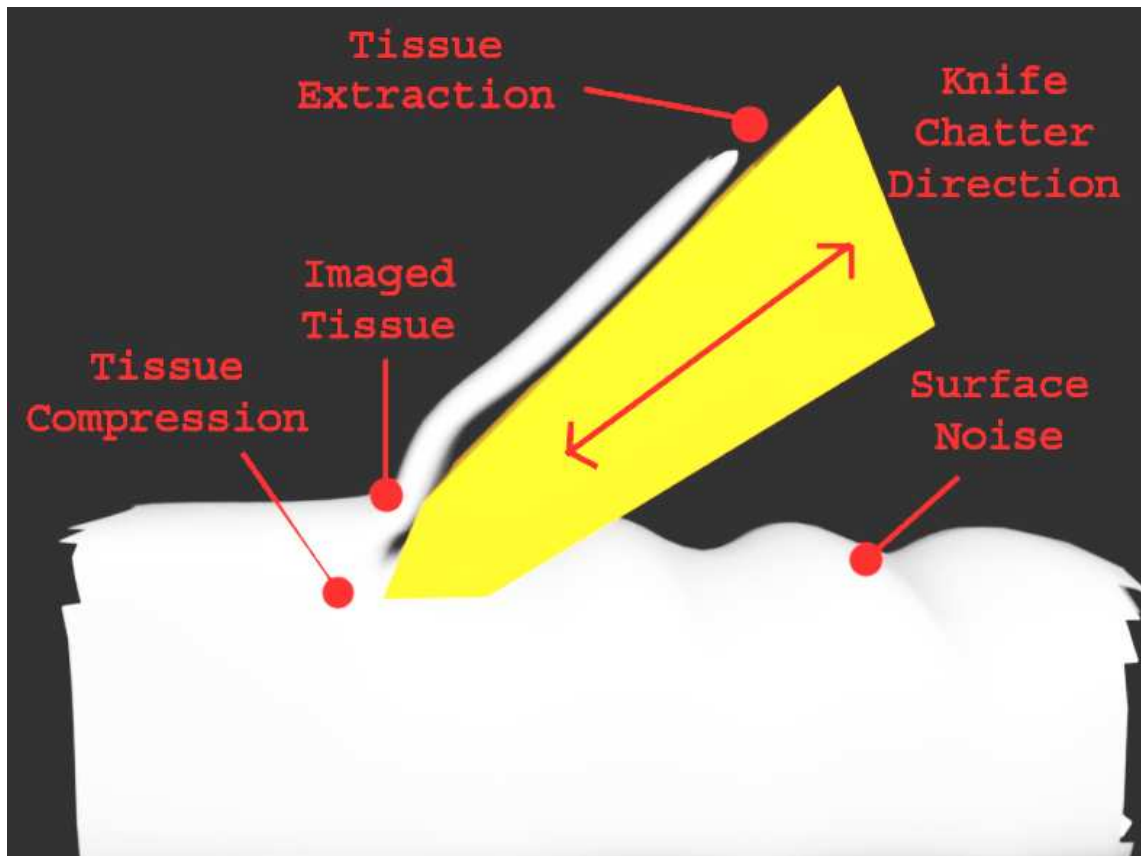 Tissue
Extraction
Knife
Chatter
Direction
Imaged
Tissue
Tissue
Compression
Surface
Noise